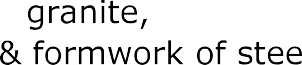 granite,
& formwork of stee